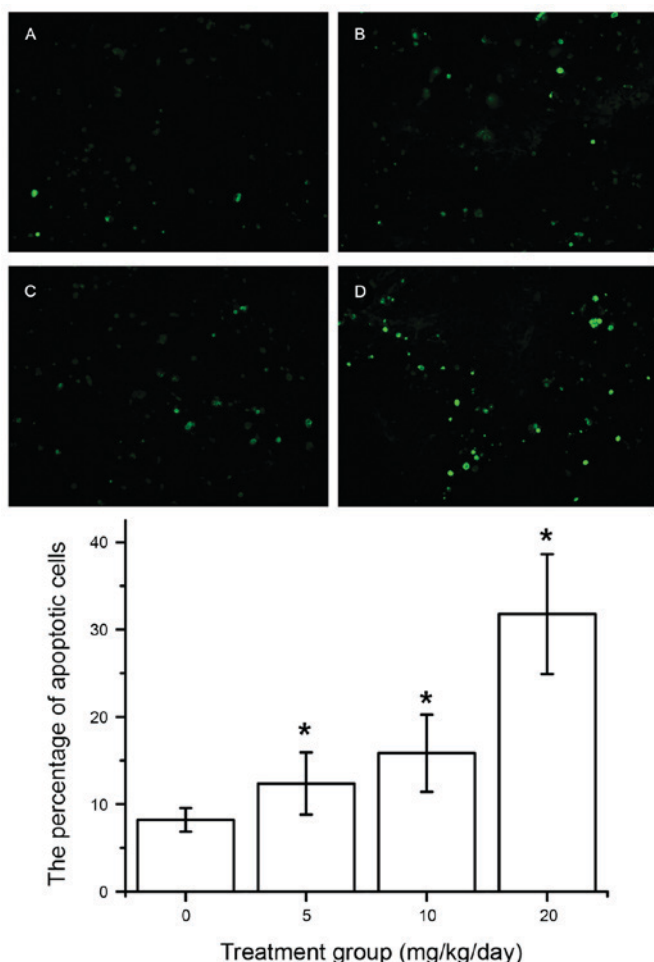 A
B
C
D
The percentage of apoptotic cells
40
30
20
10
0
*
*
*
*
0
5
10
20
Treatment group (mg/kg/day)